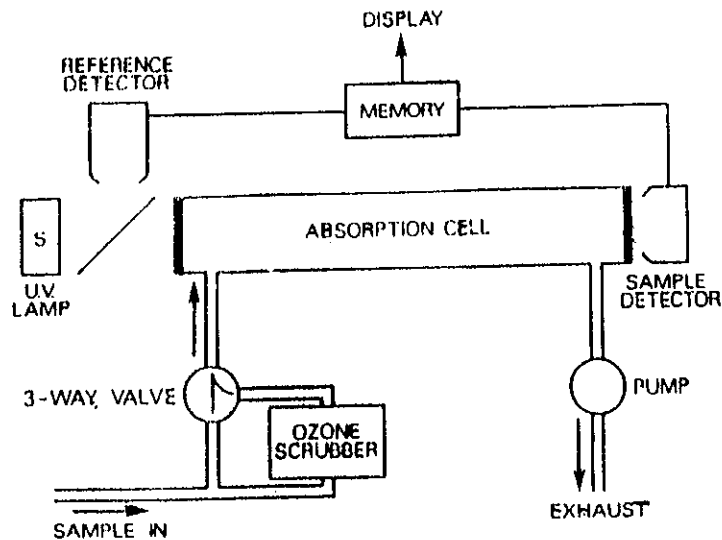 DISPLAY
REFERENCE
DETECTOR
MEMORY
S
U.V.
LAMP
ABSORPTION CELL
SAMPLE
DETECTOR
3-WAY, VALVE
OZONE
SCRUBBER
PUMP
SAMPLE IN
EXHAUST